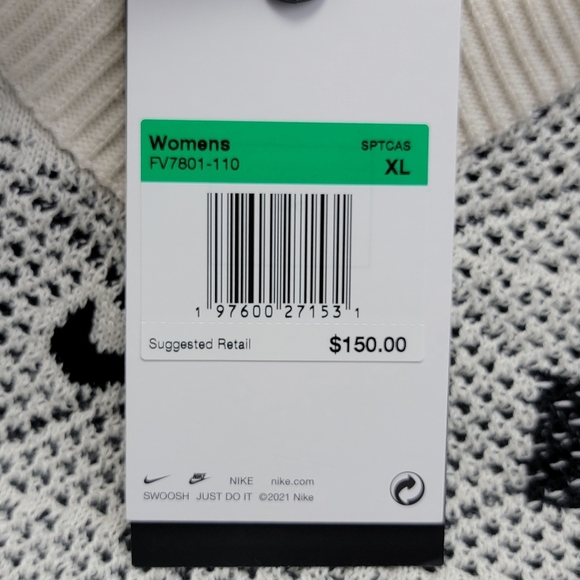 Womens SPTCAS
FV7801-110 XL
1 97600 27153 1
Suggested Retail $150.00
NIKE nike.com
SWOOSH JUST DO IT ©2021 Nike